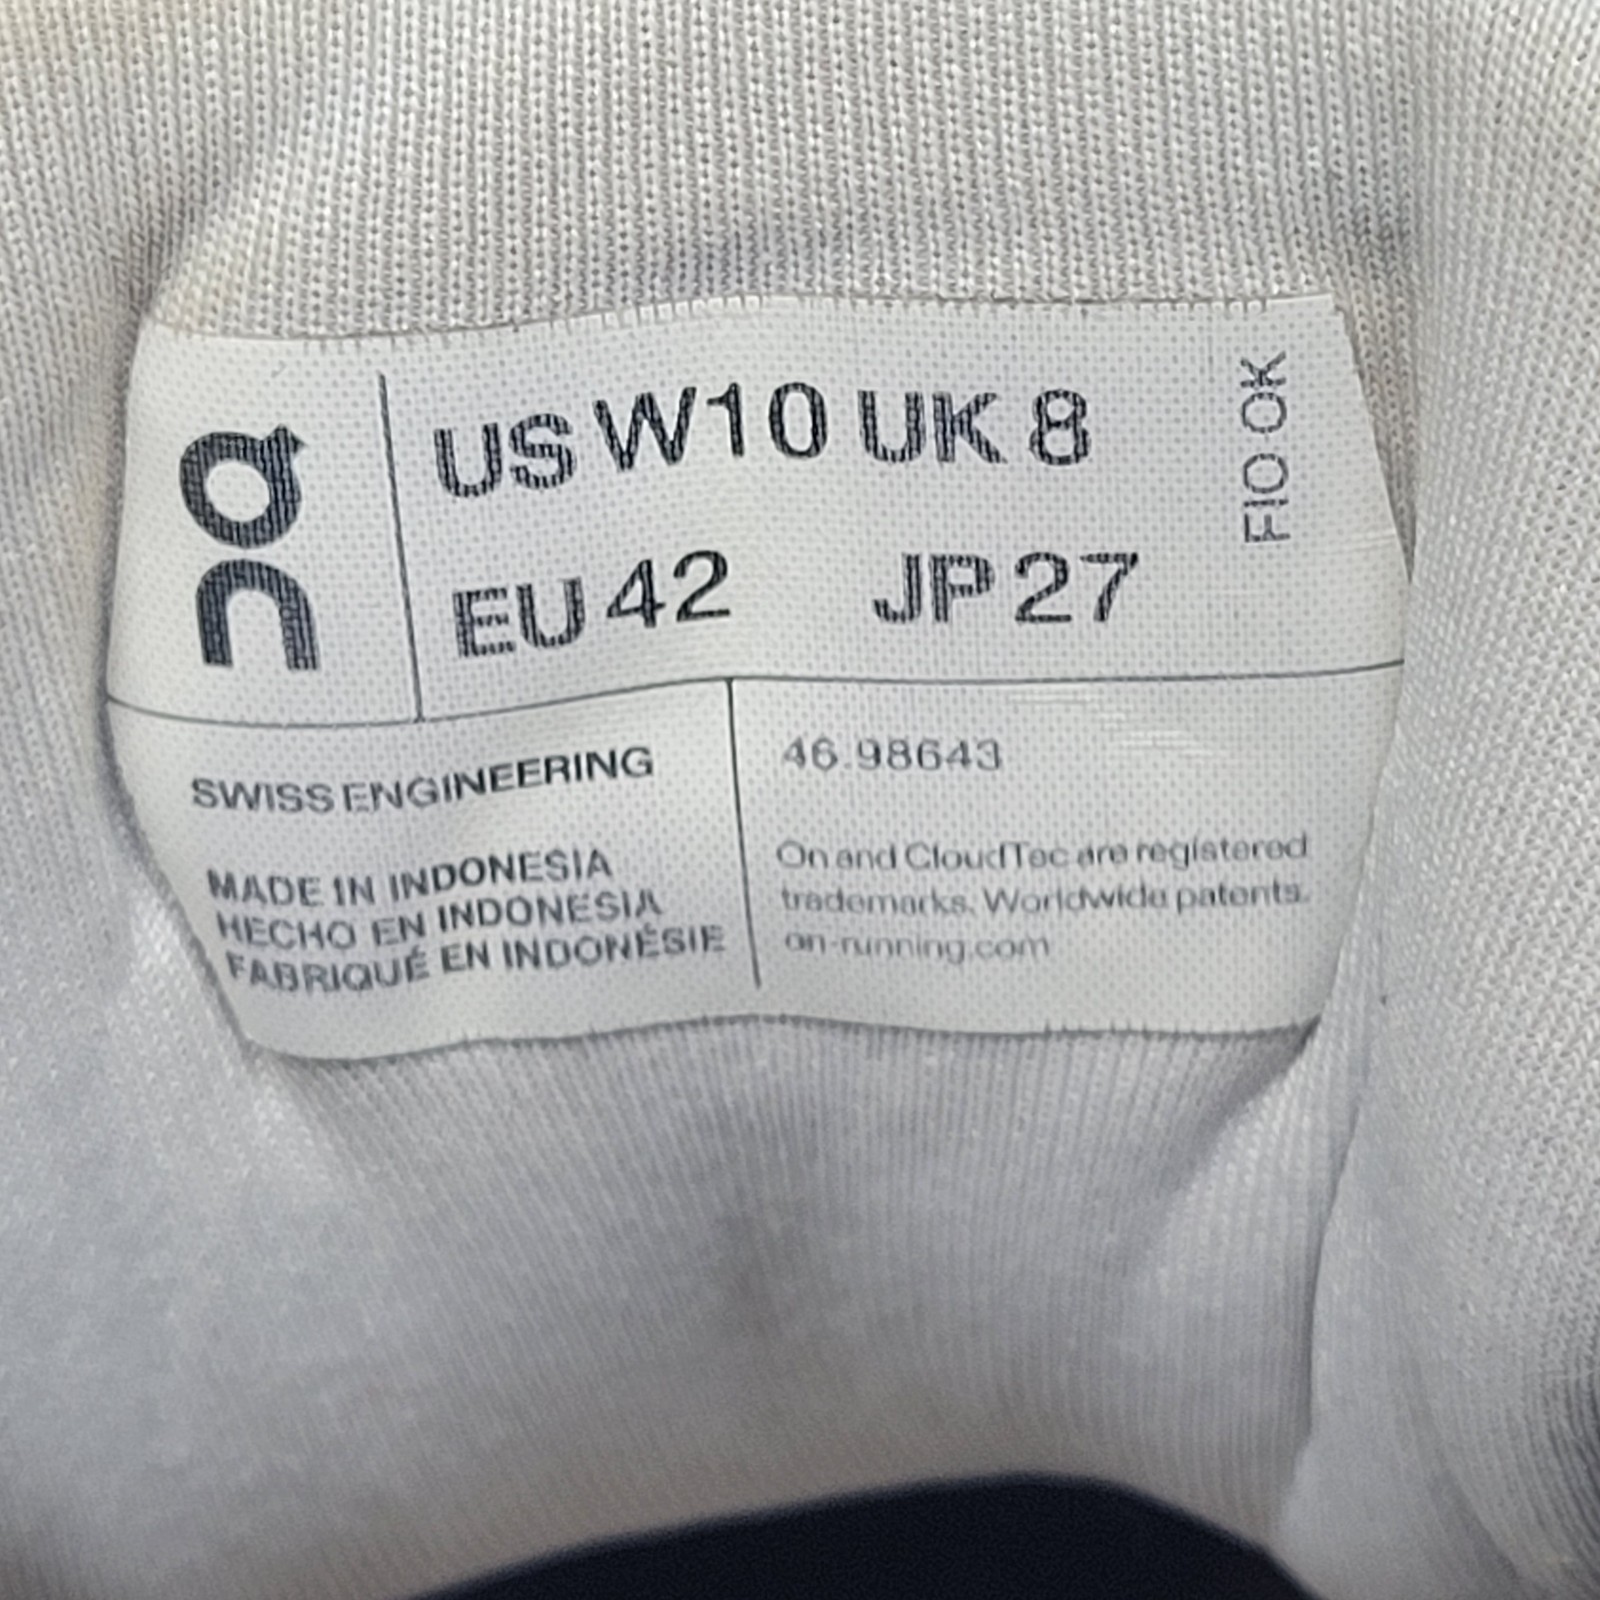 On
US W10 UK 8
EU 42 JP 27
FIO OK
SWISS ENGINEERING
MADE IN INDONESIA
HECHO EN INDONESIA
FABRIQUÉ EN INDONÉSIE
46.98643
On and CloudTec are registered
trademarks. Worldwide patents.
on-running.com